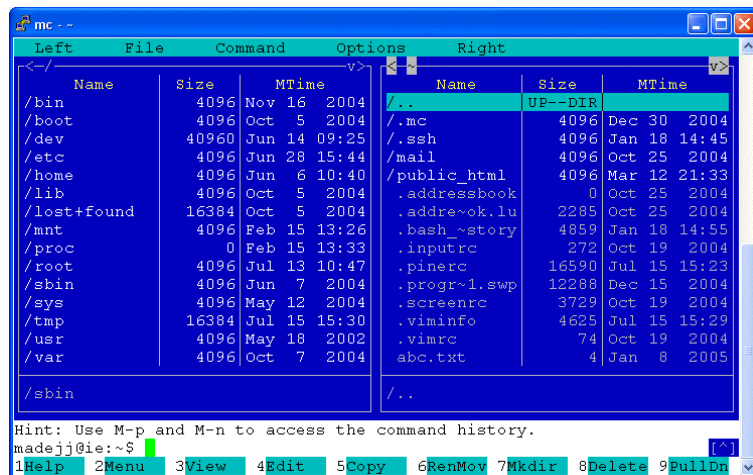 mc - ~
Left File Command Options Right
<-/ v> < ~ v>
Name Size MTime Name Size MTime
/bin 4096 Nov 16 2004 /.. UP--DIR
/boot 4096 Oct 5 2004 /.mc 4096 Dec 30 2004
/dev 40960 Jun 14 09:25 /.ssh 4096 Jan 18 14:45
/etc 4096 Jun 28 15:44 /mail 4096 Oct 25 2004
/home 4096 Jun 6 10:40 /public_html 4096 Mar 12 21:33
/lib 4096 Oct 5 2004 .addressbook 0 Oct 25 2004
/lost+found 16384 Oct 5 2004 .addre~ok.lu 2285 Oct 25 2004
/mnt 4096 Feb 15 13:26 .bash_~story 4859 Jan 18 14:55
/proc 0 Feb 15 13:33 .inputrc 272 Oct 19 2004
/root 4096 Jul 13 10:47 .pinerc 16590 Jul 15 15:23
/sbin 4096 Jun 7 2004 .progr~1.swp 12288 Dec 15 2004
/sys 4096 May 12 2004 .screenrc 3729 Oct 19 2004
/tmp 16384 Jul 15 15:30 .viminfo 4625 Jul 15 15:29
/usr 4096 May 18 2002 .vimrc 74 Oct 19 2004
/var 4096 Oct 7 2004 abc.txt 4 Jan 8 2005
/sbin /..
Hint: Use M-p and M-n to access the command history.
madejj@ie:~$ [^]
1Help 2Menu 3View 4Edit 5Copy 6RenMov 7Mkdir 8Delete 9PullDn